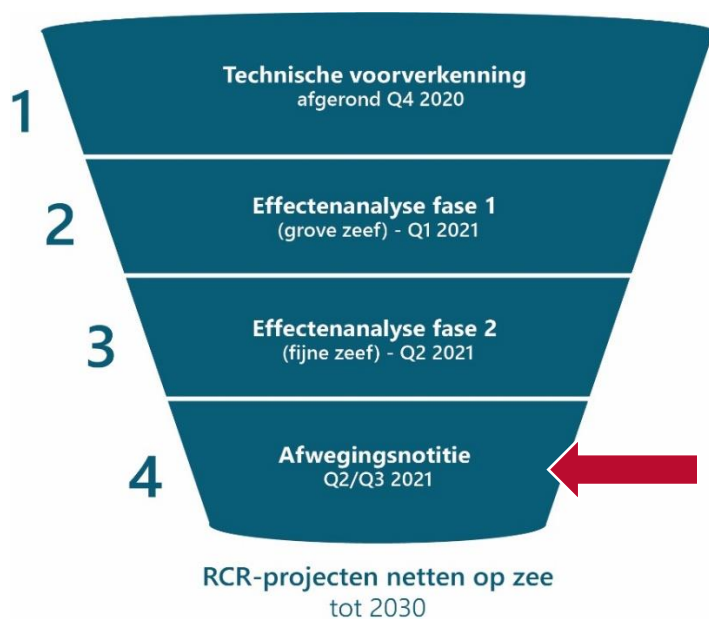 1
Technische voorverkenning
afgerond Q4 2020
2
Effectenanalyse fase 1
(grove zeef) - Q1 2021
3
Effectenanalyse fase 2
(fijne zeef) - Q2 2021
4
Afwegingsnotitie
Q2/Q3 2021
RCR-projecten netten op zee
tot 2030